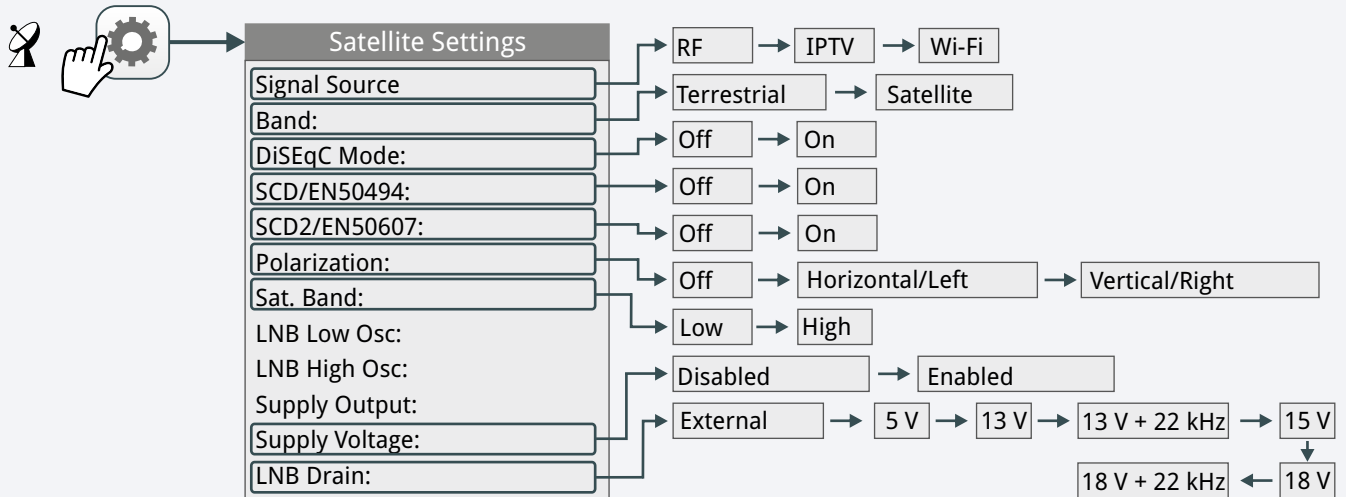 Satellite Settings
Signal Source
Band:
DiSEqC Mode:
SCD/EN50494:
SCD2/EN50607:
Polarization:
Sat. Band:
LNB Low Osc:
LNB High Osc:
Supply Output:
Supply Voltage:
LNB Drain:
RF IPTV Wi-Fi
Terrestrial Satellite
Off On
Off On
Off On
Off Horizontal/Left Vertical/Right
Low High
Disabled Enabled
External 5 V 13 V 13 V + 22 kHz 15 V
18 V + 22 kHz 18 V